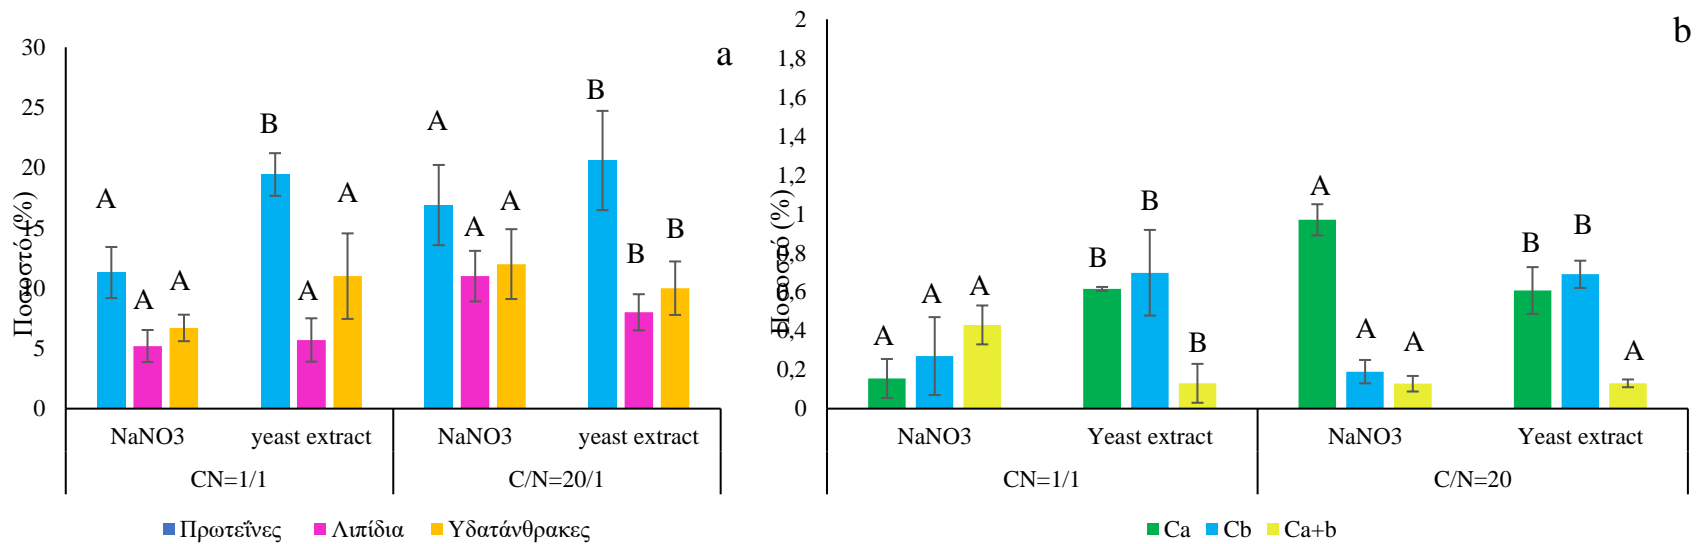 a
Ποσοστό (%)
30
25
20
15
10
5
0
A
A
A
B
A
A
A
A
A
B
B
B
NaNO3
yeast extract
NaNO3
yeast extract
CN=1/1
C/N=20/1
Πρωτεΐνες
Λιπίδια
Υδατάνθρακες
b
Ποσοστό (%)
2
1,8
1,6
1,4
1,2
1
0,8
0,6
0,4
0,2
0
A
A
A
B
B
B
A
A
A
B
B
A
NaNO3
Yeast extract
NaNO3
Yeast extract
CN=1/1
C/N=20
Ca
Cb
Ca+b